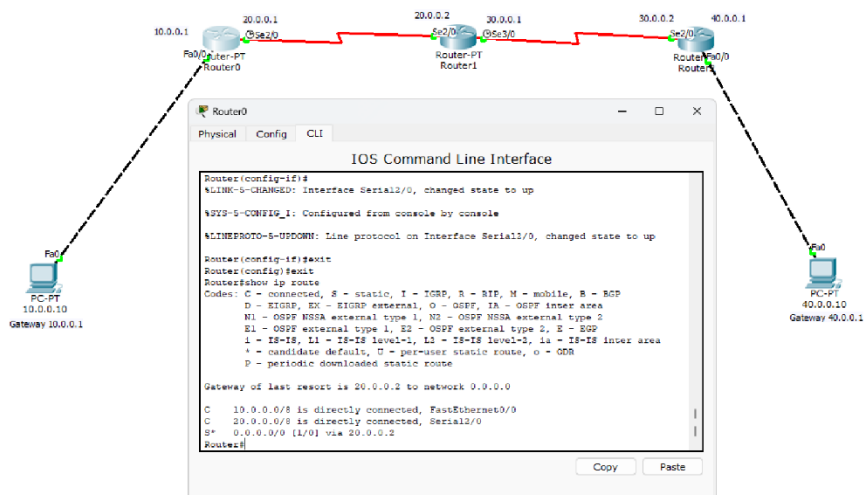 20.0.0.1
20.0.0.2
30.0.0.1
30.0.0.2
40.0.0.1
10.0.0.1
Se2/0
Se2/0
Se3/0
Se2/0
Fa0/0
Router-PT
Router0
Router-PT
Router1
Fa0/0
Router
Router0
Physical Config CLI
IOS Command Line Interface
Router(config-if)#
%LINK-5-CHANGED: Interface Serial2/0, changed state to up
%SYS-5-CONFIG_I: Configured from console by console
%LINEPROTO-5-UPDOWN: Line protocol on Interface Serial2/0, changed state to up
Router(config-if)#exit
Router(config)#exit
Router#show ip route
Codes: C - connected, S - static, I - IGRP, R - RIP, M - mobile, B - BGP
D - EIGRP, EX - EIGRP external, O - OSPF, IA - OSPF inter area
N1 - OSPF NSSA external type 1, N2 - OSPF NSSA external type 2
E1 - OSPF external type 1, E2 - OSPF external type 2, E - EGP
i - IS-IS, L1 - IS-IS level-1, L2 - IS-IS level-2, ia - IS-IS inter area
* - candidate default, U - per-user static route, o - ODR
P - periodic downloaded static route
Gateway of last resort is 20.0.0.2 to network 0.0.0.0
C 10.0.0.0/8 is directly connected, FastEthernet0/0
C 20.0.0.0/8 is directly connected, Serial2/0
S* 0.0.0.0/0 [1/0] via 20.0.0.2
Router#
Copy Paste
Fa0
PC-PT
10.0.0.10
Gateway 10.0.0.1
Fa0
PC-PT
40.0.0.10
Gateway 40.0.0.1